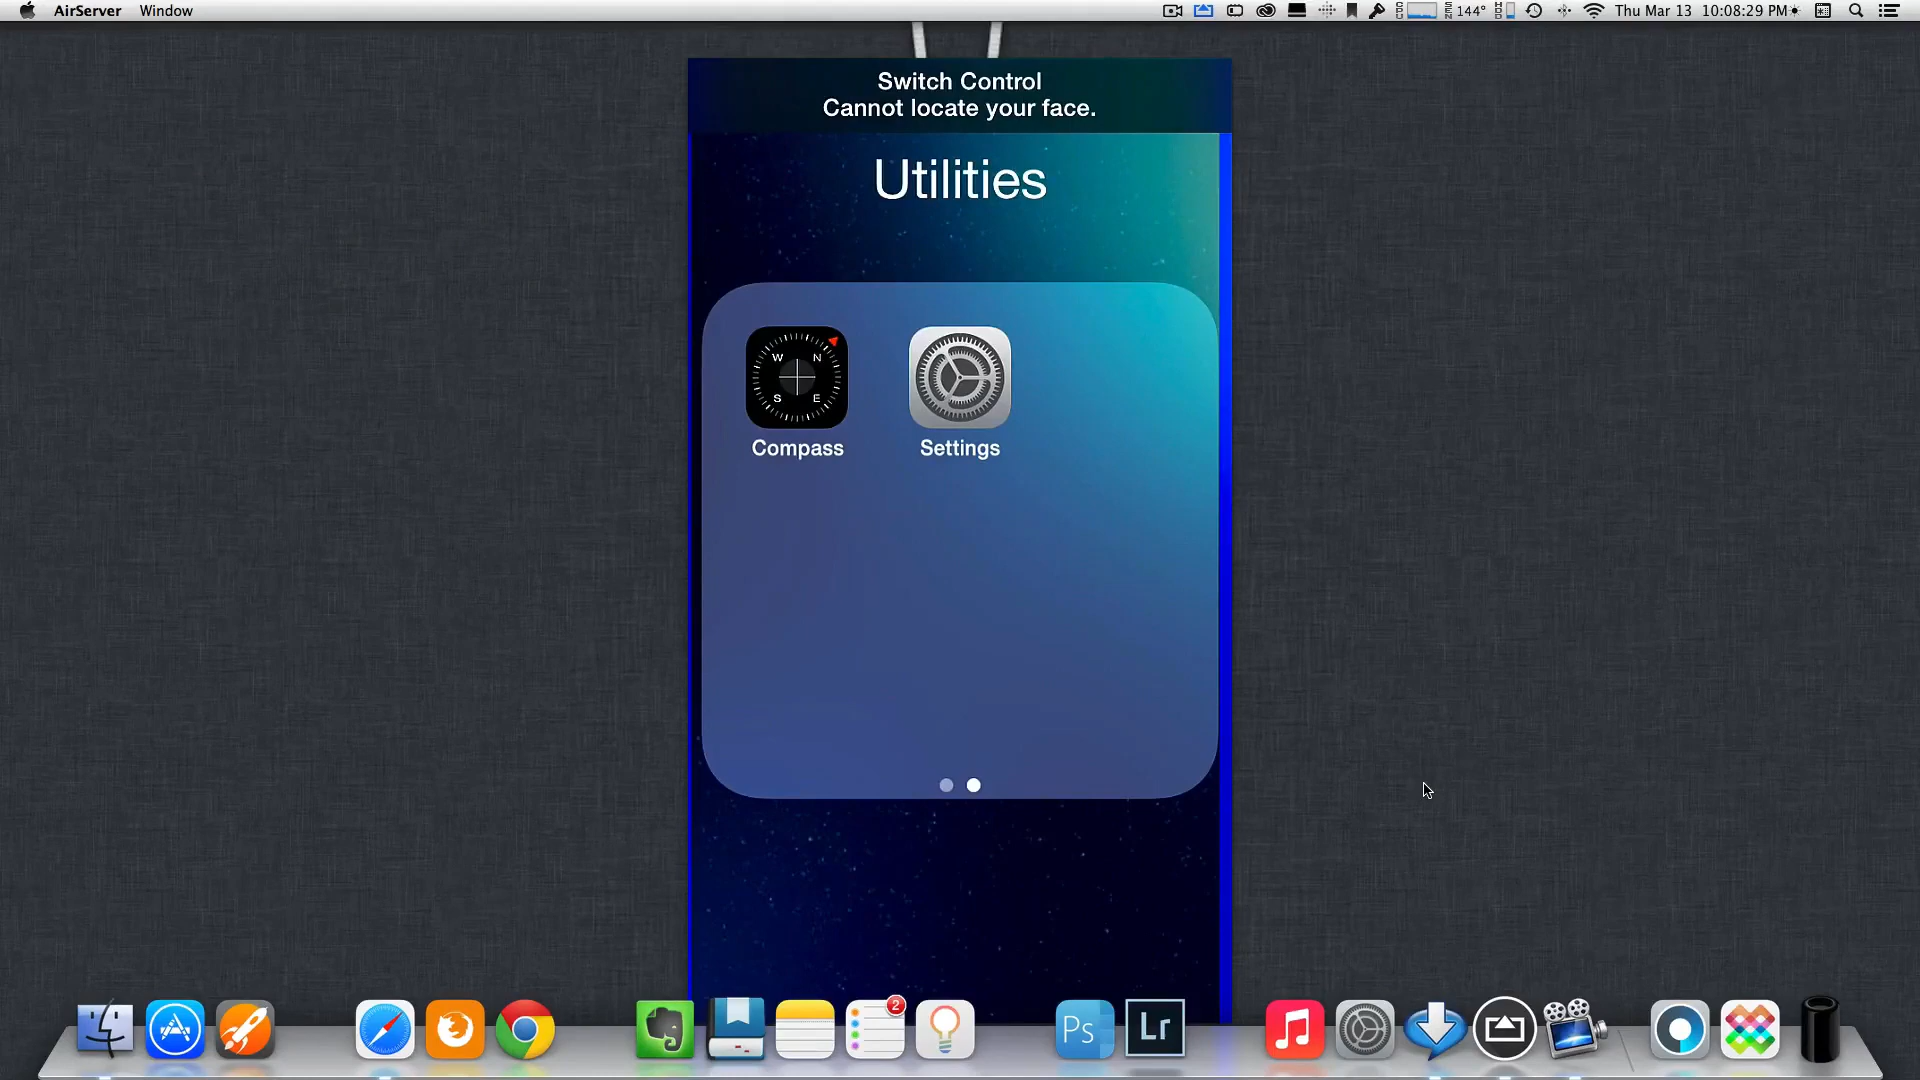 AirServer Window
144° Thu Mar 13 10:08:29 PM
Switch Control
Cannot locate your face.
Utilities
W N
S E
Compass Settings
2
Ps Lr